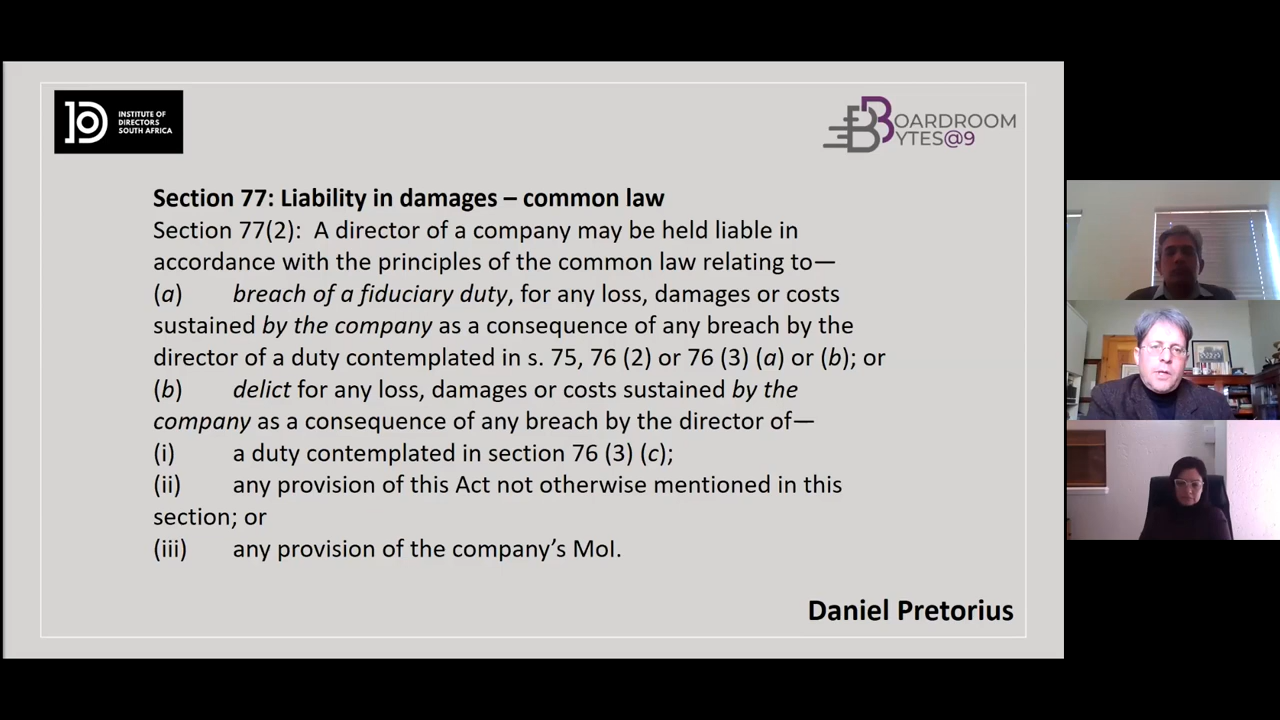 INSTITUTE OF
DIRECTORS
SOUTH AFRICA
BOARDROOM
BYTES@9
Section 77: Liability in damages – common law
Section 77(2):  A director of a company may be held liable in
accordance with the principles of the common law relating to—
(a) breach of a fiduciary duty, for any loss, damages or costs
sustained by the company as a consequence of any breach by the
director of a duty contemplated in s. 75, 76 (2) or 76 (3) (a) or (b); or
(b) delict for any loss, damages or costs sustained by the
company as a consequence of any breach by the director of—
(i) a duty contemplated in section 76 (3) (c);
(ii) any provision of this Act not otherwise mentioned in this
section; or
(iii) any provision of the company’s MoI.
Daniel Pretorius